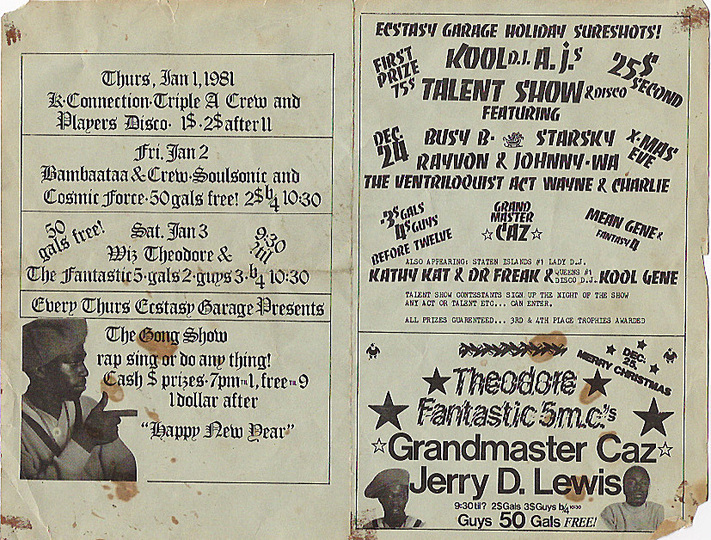 Thurs, Jan 1, 1981
K·Connection·Triple A Crew and
Players Disco· 1$·2$ after 11
Fri. Jan 2
Bambaataa & Crew·Soulsonic and
Cosmic Force·50 gals free! 2$ b4 10:30
50 gals free!
Sat. Jan 3
9:30 'til
Wiz Theodore &
The Fantastic 5·gals 2·guys 3·b4 10:30
Every Thurs Ecstasy Garage Presents
The Gong Show
rap sing or do any thing!
Cash $ prizes·7pm-1, free-9
1 dollar after
"Happy New Year"
ECSTASY GARAGE HOLIDAY SURESHOTS!
FIRST PRIZE 75$
KOOL D.J. A.J.'S
25$ SECOND
TALENT SHOW & DISCO
FEATURING
DEC. 24
BUSY B· STARSKY
X-MAS EVE
RAYVON & JOHNNY-WA
THE VENTRILOQUIST ACT WAYNE & CHARLIE
3$ GALS
4$ GUYS
BEFORE TWELVE
GRAND
MASTER
CAZ
MEAN GENE &
FANTASY 4
ALSO APPEARING: STATEN ISLANDS #1 LADY D.J.
KATHY KAT & DR FREAK & QUEENS #1 DISCO D.J. KOOL GENE
TALENT SHOW CONTESTANTS SIGN UP THE NIGHT OF THE SHOW
ANY ACT OR TALENT ETC... CAN ENTER.
ALL PRIZES GUARENTEED... 3RD & 4TH PLACE TROPHIES AWARDED
DEC. 25.
MERRY CHRISTMAS
Theodore
Fantastic 5 m.c.'s
Grandmaster Caz
Jerry D. Lewis
9:30til? 2$Gals 3$Guys b4 10:30
Guys 50 Gals FREE!